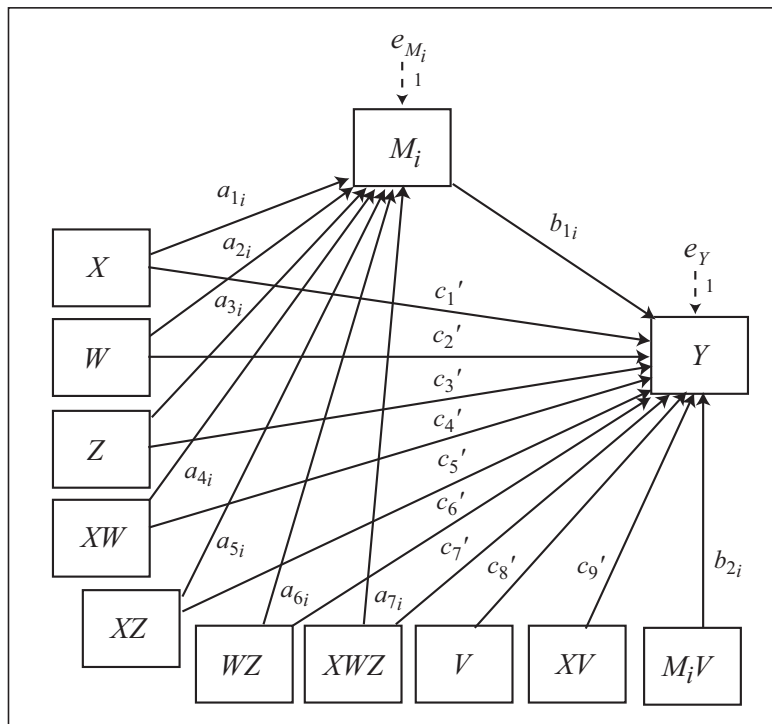 e_{M_i}
1
M_i
a_{1i}
b_{1i}
X
a_{2i}
e_Y
1
c_1'
a_{3i}
W
c_2'
Y
c_3'
Z
c_4'
a_{4i}
c_5'
XW
c_6'
a_{5i}
c_7'
c_8'
c_9'
b_{2i}
a_{6i}
a_{7i}
XZ
WZ
XWZ
V
XV
M_iV